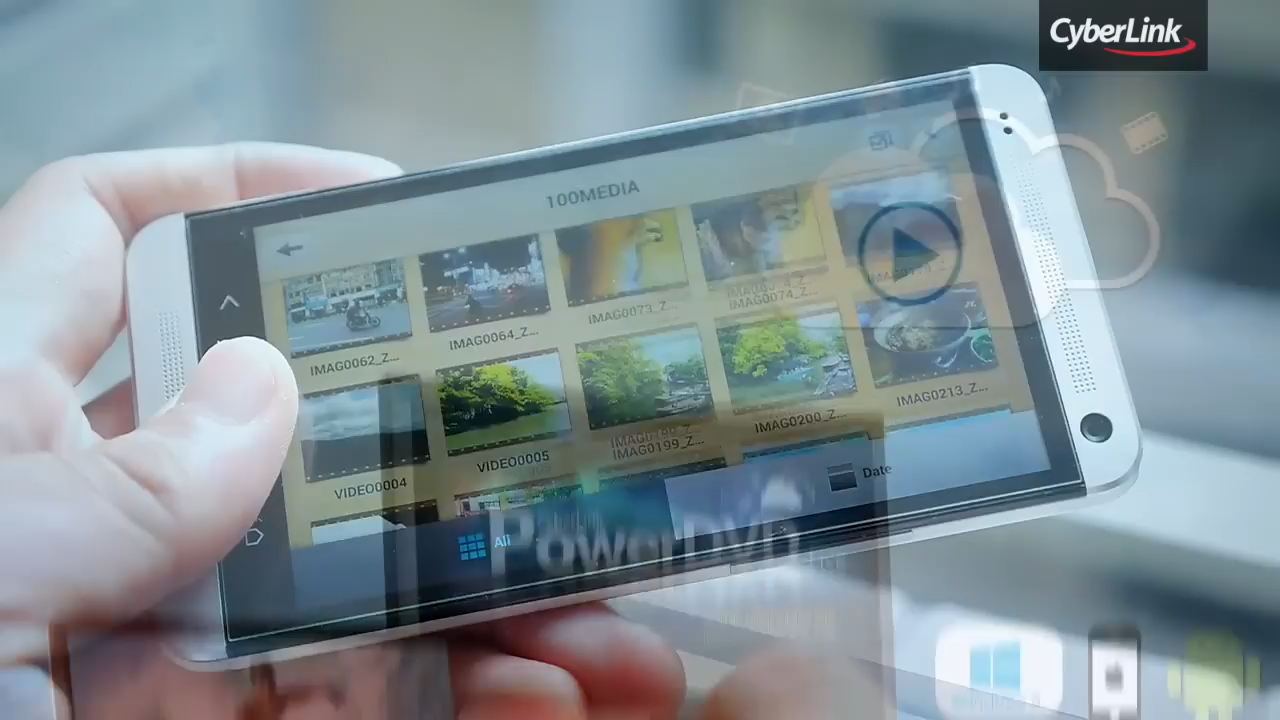 CyberLink
100MEDIA
IMAG0062_Z...
IMAG0064_Z...
IMAG0073_Z...
IMAG0074_Z...
VIDEO0004
VIDEO0005
IMAG0199_Z...
IMAG0200_Z...
IMAG0213_Z...
All
Date
PowerDVD